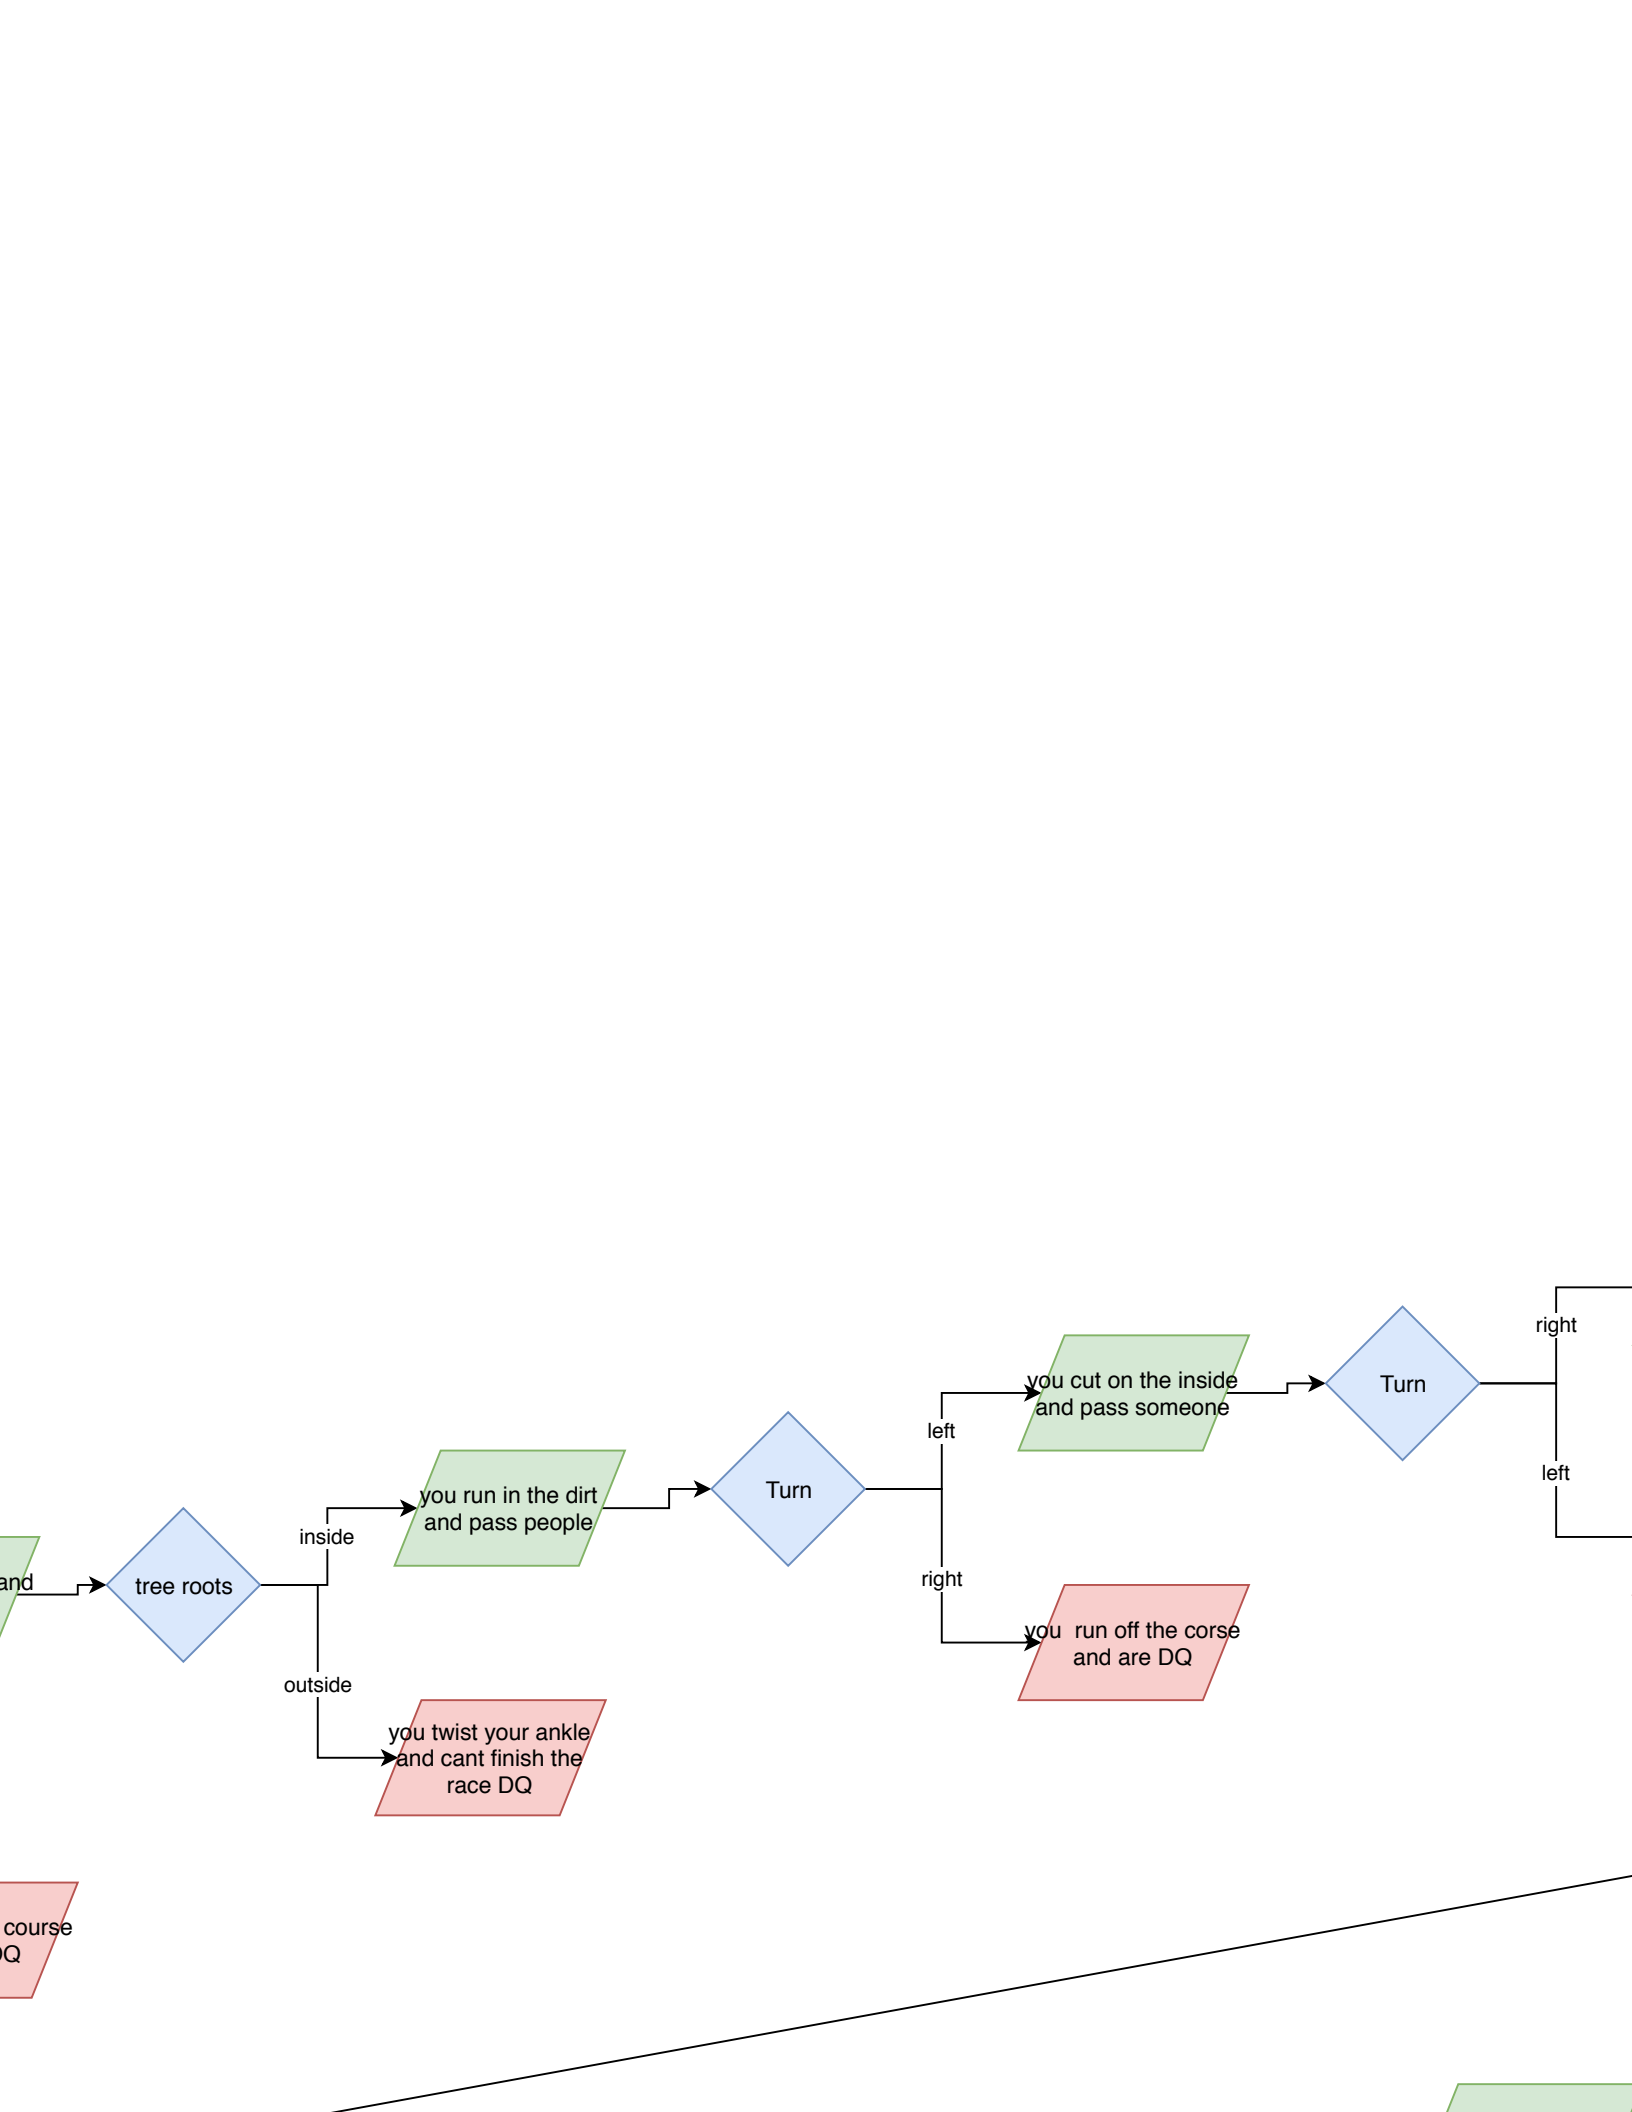 right
you cut on the inside
and pass someone
Turn
left
left
you run in the dirt
and pass people
Turn
inside
right
and
tree roots
you  run off the corse
and are DQ
outside
you twist your ankle
and cant finish the
race DQ
course